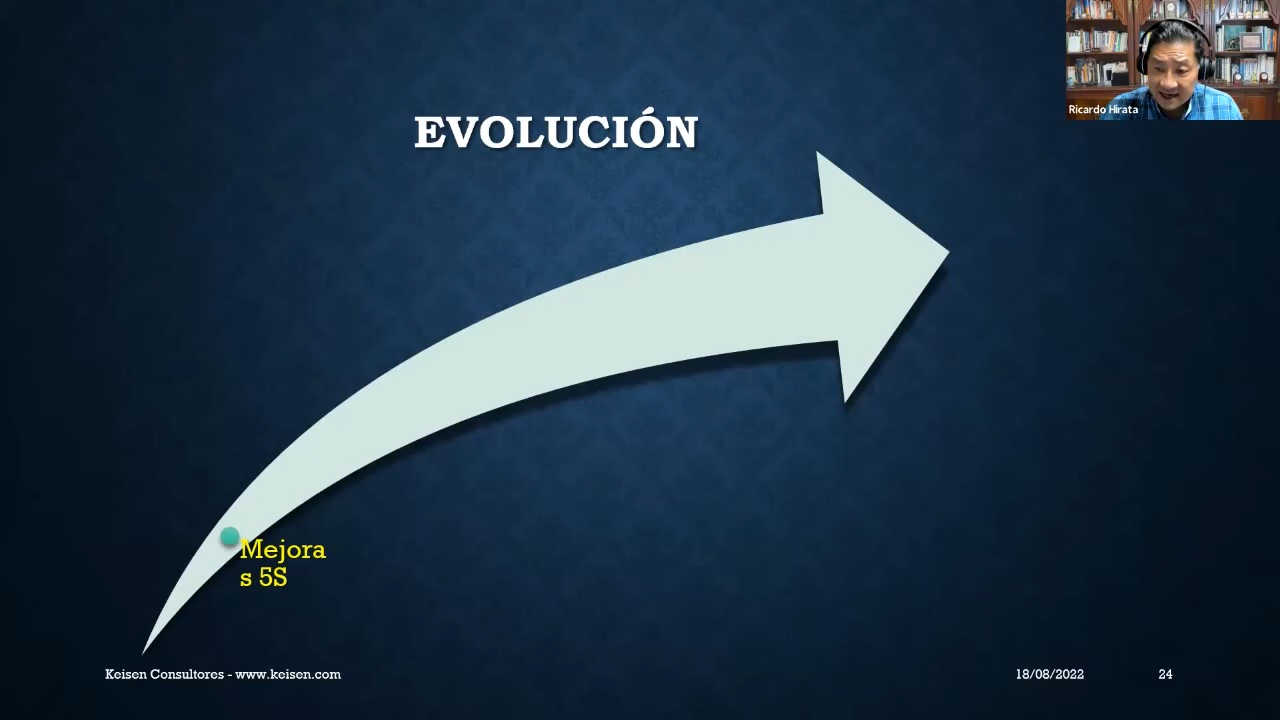 Ricardo Hirata
EVOLUCIÓN
Mejora
s 5S
Keisen Consultores - www.keisen.com
18/08/2022
24